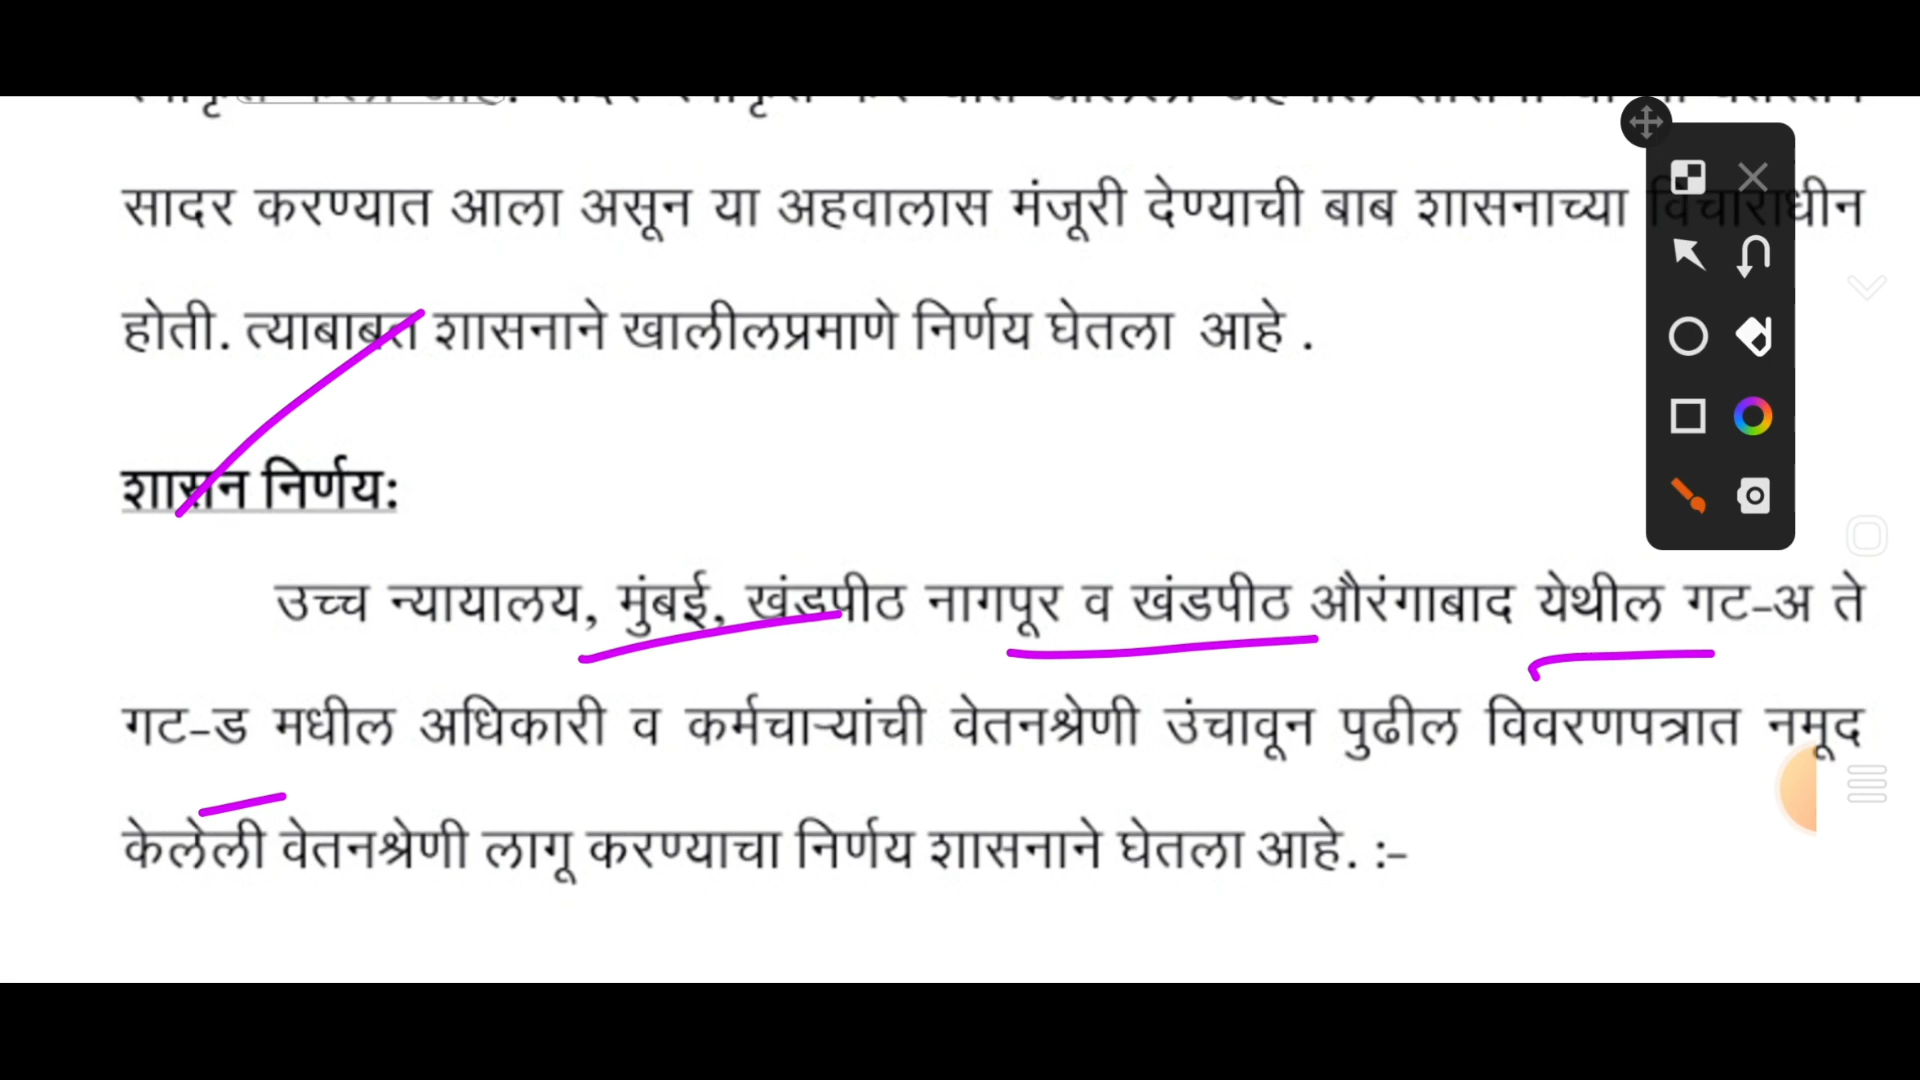 सादर करण्यात आला असून या अहवालास मंजूरी देण्याची बाब शासनाच्या विचाराधीन
होती. त्याबाबत शासनाने खालीलप्रमाणे निर्णय घेतला आहे .
शासन निर्णय:
उच्च न्यायालय, मुंबई, खंडपीठ नागपूर व खंडपीठ औरंगाबाद येथील गट-अ ते
गट-ड मधील अधिकारी व कर्मचाऱ्यांची वेतनश्रेणी उंचावून पुढील विवरणपत्रात नमूद
केलेली वेतनश्रेणी लागू करण्याचा निर्णय शासनाने घेतला आहे. :-